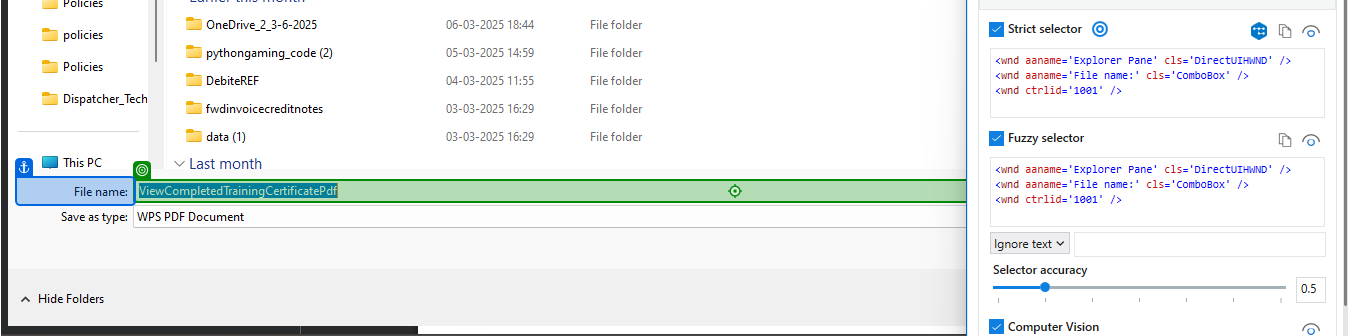 Policies
policies
Policies
Dispatcher_Tech
This PC
Earlier this month
OneDrive_2_3-6-2025 06-03-2025 18:44 File folder
pythongaming_code (2) 05-03-2025 14:59 File folder
DebiteREF 04-03-2025 11:55 File folder
fwdinvoicecreditnotes 03-03-2025 16:29 File folder
data (1) 03-03-2025 16:29 File folder
Last month
File name: ViewCompletedTrainingCertificatePdf
Save as type: WPS PDF Document
Hide Folders
Strict selector
<wnd aaname='Explorer Pane' cls='DirectUIHWND' />
<wnd aaname='File name:' cls='ComboBox' />
<wnd ctrlid='1001' />
Fuzzy selector
<wnd aaname='Explorer Pane' cls='DirectUIHWND' />
<wnd aaname='File name:' cls='ComboBox' />
<wnd ctrlid='1001' />
Ignore text
Selector accuracy
0.5
Computer Vision